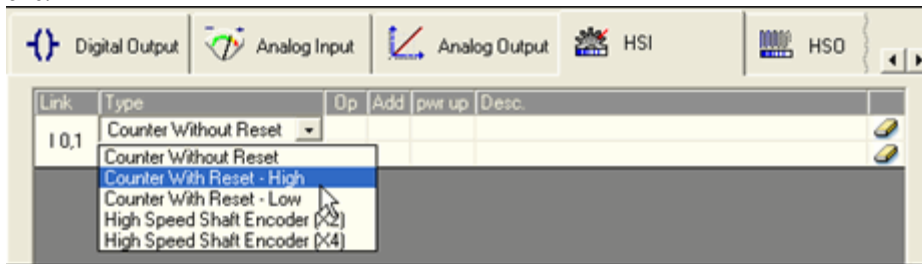 Digital Output Analog Input Analog Output HSI HSO
Link Type Op Add pwr up Desc.
I 0,1 Counter Without Reset
Counter Without Reset
Counter With Reset - High
Counter With Reset - Low
High Speed Shaft Encoder (X2)
High Speed Shaft Encoder (X4)